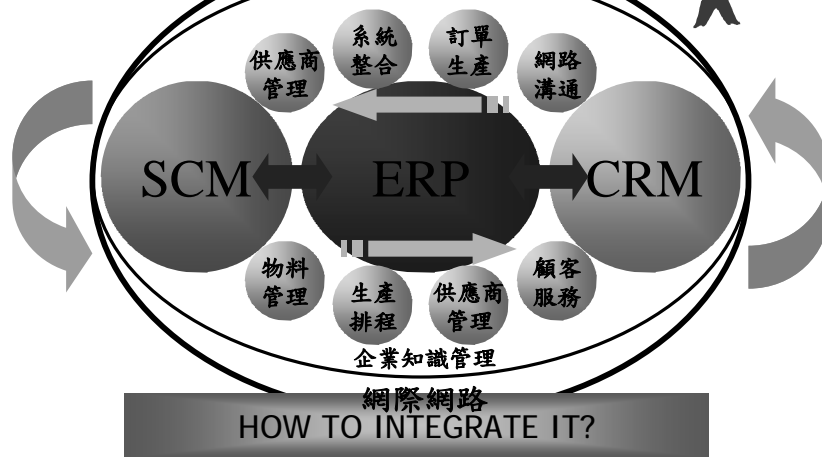 系統
整合
訂單
生產
供應商
管理
網路
溝通
SCM
ERP
CRM
物料
管理
生產
排程
供應商
管理
顧客
服務
企業知識管理
網際網路
HOW TO INTEGRATE IT?